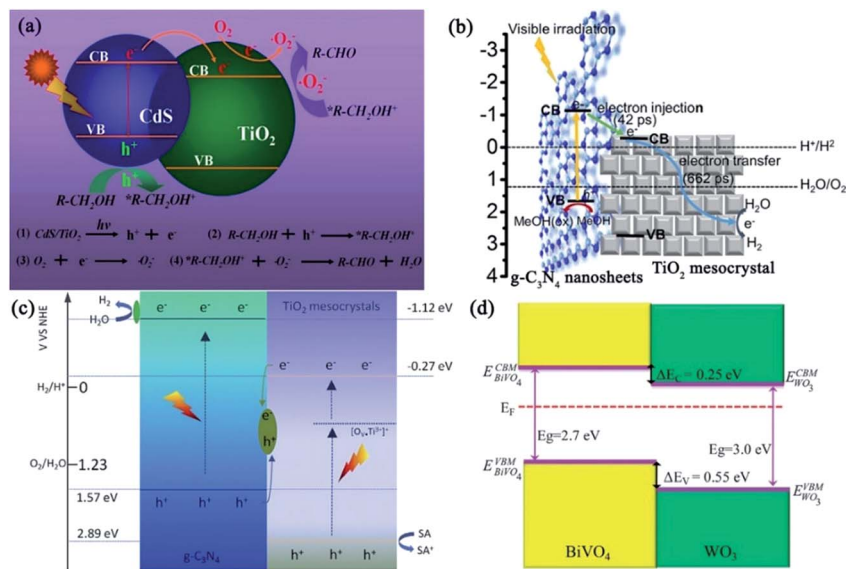 (a)
O₂
e⁻
·O₂⁻
R-CHO
e⁻
CB
CB
e⁻
·O₂⁻
CdS
*R-CH₂OH⁺
VB
TiO₂
h⁺
VB
h⁺
R-CH₂OH *R-CH₂OH⁺
(1) CdS/TiO₂ hν h⁺ + e⁻ (2) R-CH₂OH + h⁺ *R-CH₂OH⁺
(3) O₂ + e⁻ ·O₂⁻ (4) *R-CH₂OH⁺ + ·O₂⁻ R-CHO + H₂O
(b)
Visible irradiation
-3
-2
-1
0
1
2
3
4
CB
e⁻
electron injection
(42 ps)
e⁻
CB
H⁺/H²
electron transfer
(662 ps)
H₂O/O₂
VB
h
H₂O
MeOH(ox) MeOH
e⁻
H₂
VB
g-C₃N₄ nanosheets
TiO₂ mesocrystal
(c)
V VS NHE
H₂
H₂O
e⁻ e⁻ e⁻
TiO₂ mesocrystals
-1.12 eV
e⁻ e⁻ e⁻
-0.27 eV
H₂/H⁺
0
e⁻
h⁺
[Oᵥ-Ti³⁺]⁺
O₂/H₂O
1.23
1.57 eV
h⁺ h⁺ h⁺
2.89 eV
SA
SA⁺
g-C₃N₄
h⁺ h⁺ h⁺
(d)
E_BiVO₄^CBM
ΔE_C = 0.25 eV
E_WO₃^CBM
E_F
Eg=2.7 eV
Eg=3.0 eV
E_BiVO₄^VBM
ΔE_V = 0.55 eV
E_WO₃^VBM
BiVO₄
WO₃